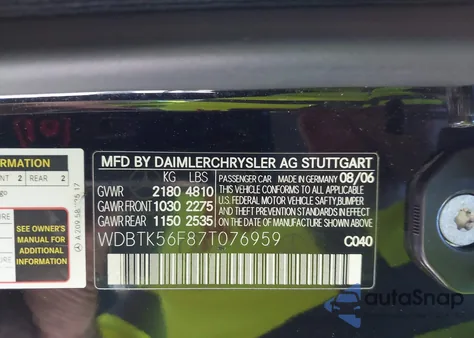 MFD BY DAIMLERCHRYSLER AG STUTTGART
KG LBS
GVWR 2180 4810
GAWR FRONT 1030 2275
GAWR REAR 1150 2535
PASSENGER CAR MADE IN GERMANY 08/06
THIS VEHICLE CONFORMS TO ALL APPLICABLE
U.S. FEDERAL MOTOR VEHICLE SAFETY,BUMPER,
AND THEFT PREVENTION STANDARDS IN EFFECT
ON THE DATE OF MANUFACTURE SHOWN ABOVE
WDBTK56F87T076959
C040
FORMATION
NT 2 REAR 2
SEE OWNER'S
MANUAL FOR
ADDITIONAL
INFORMATION
autoSnap